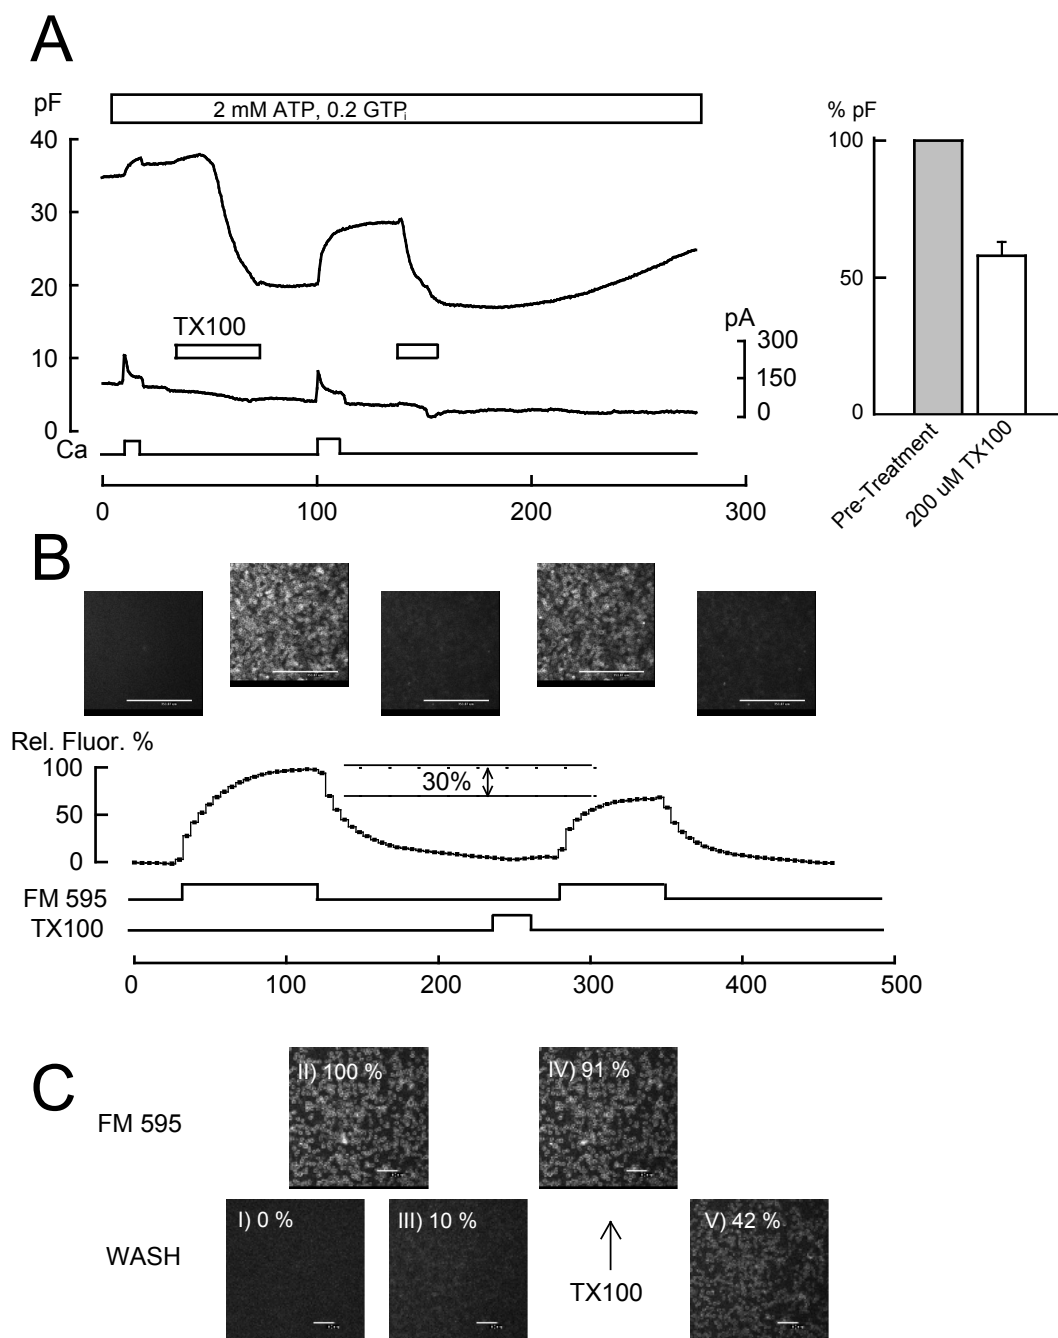 A
pF
2 mM ATP, 0.2 GTPi
40
30
20
10
0
TX100
pA
300
150
0
Ca
0 100 200 300
% pF
100
50
0
Pre-Treatment
200 uM TX100
B
Rel. Fluor. %
100
50
0
30%
FM 595
TX100
0 100 200 300 400 500
C
FM 595
II) 100 %
IV) 91 %
WASH
I) 0 %
III) 10 %
TX100
V) 42 %